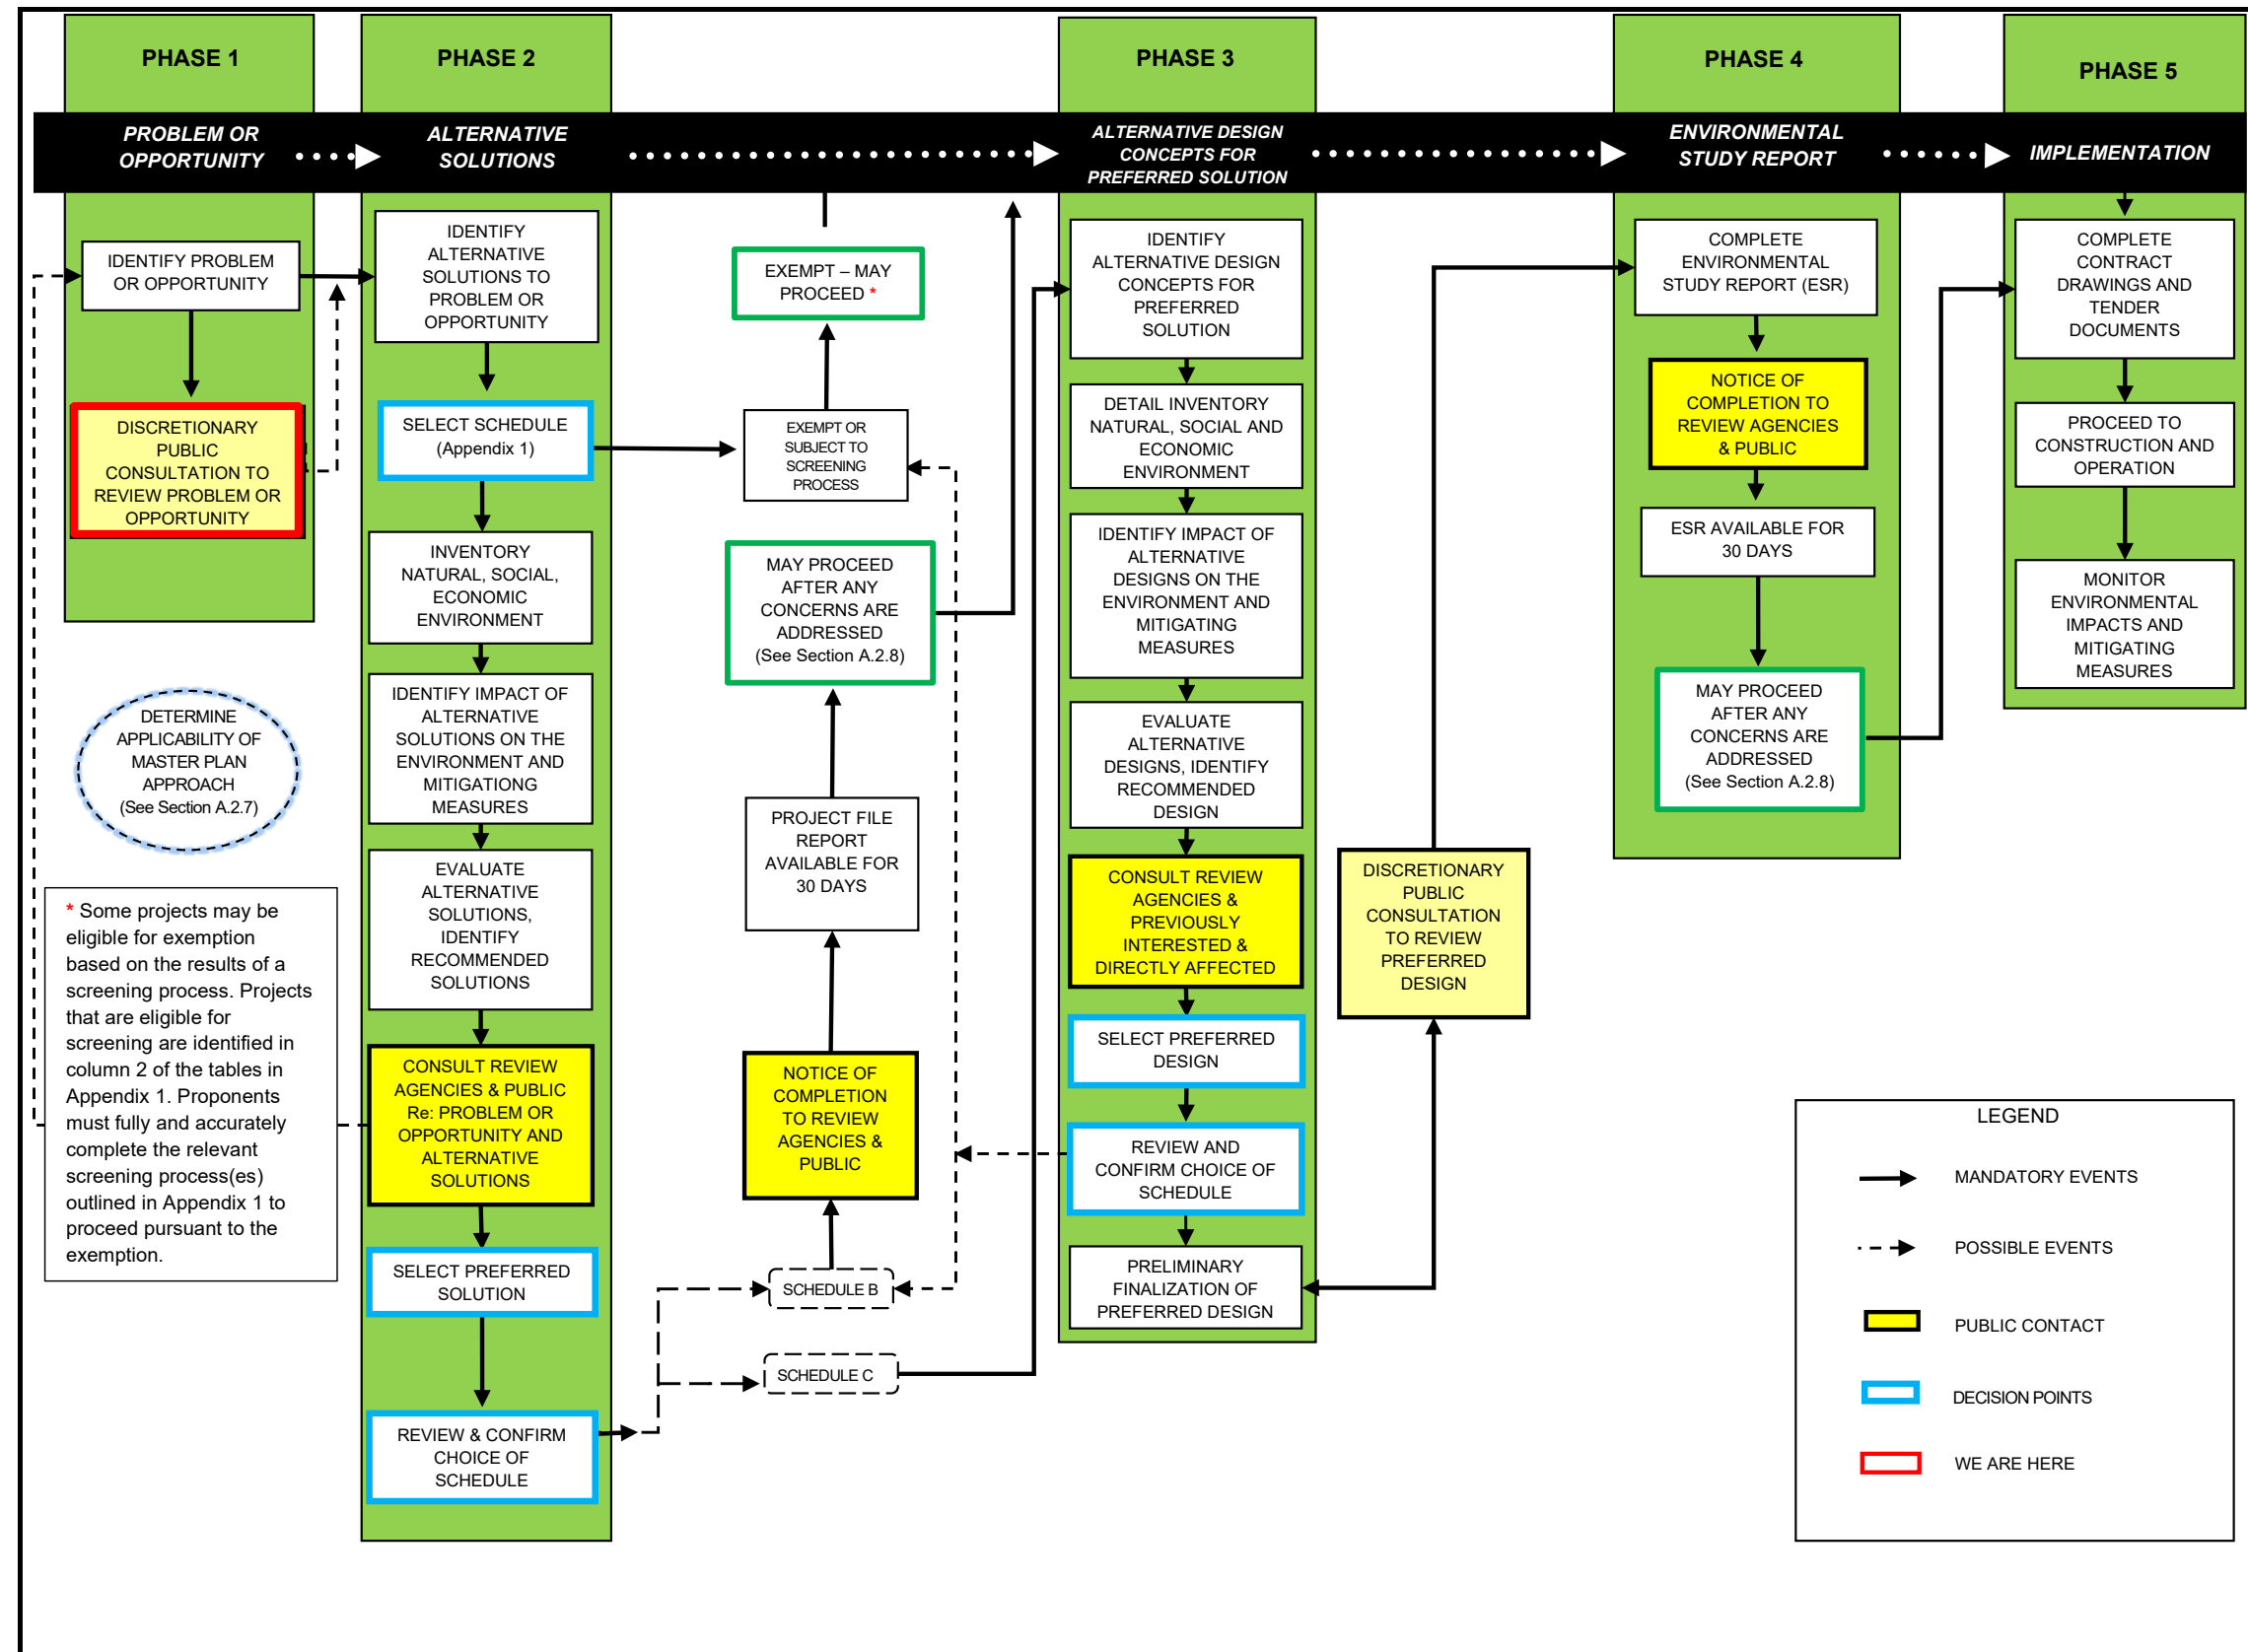 PHASE 1
PROBLEM OR
OPPORTUNITY
IDENTIFY PROBLEM
OR OPPORTUNITY
DISCRETIONARY
PUBLIC
CONSULTATION TO
REVIEW PROBLEM OR
OPPORTUNITY
DETERMINE
APPLICABILITY OF
MASTER PLAN
APPROACH
(See Section A.2.7)
* Some projects may be
eligible for exemption
based on the results of a
screening process. Projects
that are eligible for
screening are identified in
column 2 of the tables in
Appendix 1. Proponents
must fully and accurately
complete the relevant
screening process(es)
outlined in Appendix 1 to
proceed pursuant to the
exemption.
PHASE 2
ALTERNATIVE
SOLUTIONS
IDENTIFY
ALTERNATIVE
SOLUTIONS TO
PROBLEM OR
OPPORTUNITY
SELECT SCHEDULE
(Appendix 1)
INVENTORY
NATURAL, SOCIAL,
ECONOMIC
ENVIRONMENT
IDENTIFY IMPACT OF
ALTERNATIVE
SOLUTIONS ON THE
ENVIRONMENT AND
MITIGATIONG
MEASURES
EVALUATE
ALTERNATIVE
SOLUTIONS,
IDENTIFY
RECOMMENDED
SOLUTIONS
CONSULT REVIEW
AGENCIES & PUBLIC
Re: PROBLEM OR
OPPORTUNITY AND
ALTERNATIVE
SOLUTIONS
SELECT PREFERRED
SOLUTION
REVIEW & CONFIRM
CHOICE OF
SCHEDULE
EXEMPT – MAY
PROCEED *
EXEMPT OR
SUBJECT TO
SCREENING
PROCESS
MAY PROCEED
AFTER ANY
CONCERNS ARE
ADDRESSED
(See Section A.2.8)
PROJECT FILE
REPORT
AVAILABLE FOR
30 DAYS
NOTICE OF
COMPLETION
TO REVIEW
AGENCIES &
PUBLIC
SCHEDULE B
SCHEDULE C
PHASE 3
ALTERNATIVE DESIGN
CONCEPTS FOR
PREFERRED SOLUTION
IDENTIFY
ALTERNATIVE DESIGN
CONCEPTS FOR
PREFERRED
SOLUTION
DETAIL INVENTORY
NATURAL, SOCIAL AND
ECONOMIC
ENVIRONMENT
IDENTIFY IMPACT OF
ALTERNATIVE
DESIGNS ON THE
ENVIRONMENT AND
MITIGATING
MEASURES
EVALUATE
ALTERNATIVE
DESIGNS, IDENTIFY
RECOMMENDED
DESIGN
CONSULT REVIEW
AGENCIES &
PREVIOUSLY
INTERESTED &
DIRECTLY AFFECTED
SELECT PREFERRED
DESIGN
REVIEW AND
CONFIRM CHOICE OF
SCHEDULE
PRELIMINARY
FINALIZATION OF
PREFERRED DESIGN
DISCRETIONARY
PUBLIC
CONSULTATION
TO REVIEW
PREFERRED
DESIGN
PHASE 4
ENVIRONMENTAL
STUDY REPORT
COMPLETE
ENVIRONMENTAL
STUDY REPORT (ESR)
NOTICE OF
COMPLETION TO
REVIEW AGENCIES
& PUBLIC
ESR AVAILABLE FOR
30 DAYS
MAY PROCEED
AFTER ANY
CONCERNS ARE
ADDRESSED
(See Section A.2.8)
PHASE 5
IMPLEMENTATION
COMPLETE
CONTRACT
DRAWINGS AND
TENDER
DOCUMENTS
PROCEED TO
CONSTRUCTION AND
OPERATION
MONITOR
ENVIRONMENTAL
IMPACTS AND
MITIGATING
MEASURES
LEGEND
MANDATORY EVENTS
POSSIBLE EVENTS
PUBLIC CONTACT
DECISION POINTS
WE ARE HERE